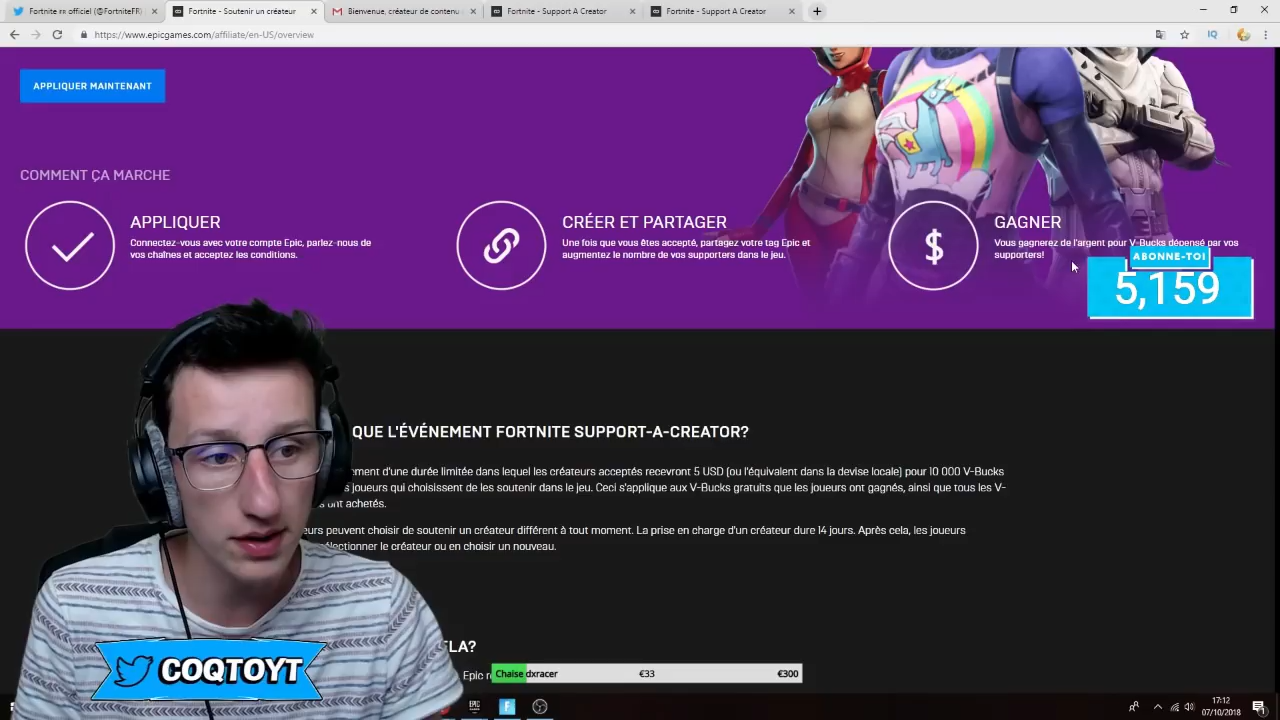 Fortnite FR officiel (@FortniteFR)
Fortnite - Soutenir un créateur
Bienvenue, créateur de contenu
Fortnite - Support A Creator
Fortnite - Support A Creator
https://www.epicgames.com/affiliate/en-US/overview
APPLIQUER MAINTENANT
COMMENT ÇA MARCHE
APPLIQUER
Connectez-vous avec votre compte Epic, parlez-nous de
vos chaînes et acceptez les conditions.
CRÉER ET PARTAGER
Une fois que vous êtes accepté, partagez votre tag Epic et
augmentez le nombre de vos supporters dans le jeu.
$
GAGNER
Vous gagnerez de l'argent pour V-Bucks dépensé par vos
supporters!
ABONNE-TOI
5,159
QUE L'ÉVÉNEMENT FORTNITE SUPPORT-A-CREATOR?
d'une durée limitée dans lequel les créateurs acceptés recevront 5 USD (ou l'équivalent dans la devise locale) pour 10 000 V-Bucks
joueurs qui choisissent de les soutenir dans le jeu. Ceci s'applique aux V-Bucks gratuits que les joueurs ont gagnés, ainsi que tous les V-
ont achetés.
peuvent choisir de soutenir un créateur différent à tout moment. La prise en charge d'un créateur dure 14 jours. Après cela, les joueurs
le créateur ou en choisir un nouveau.
Epic
Chaise dxracer €33 €300
COQTOYT
EPIC
17:12
07/10/2018